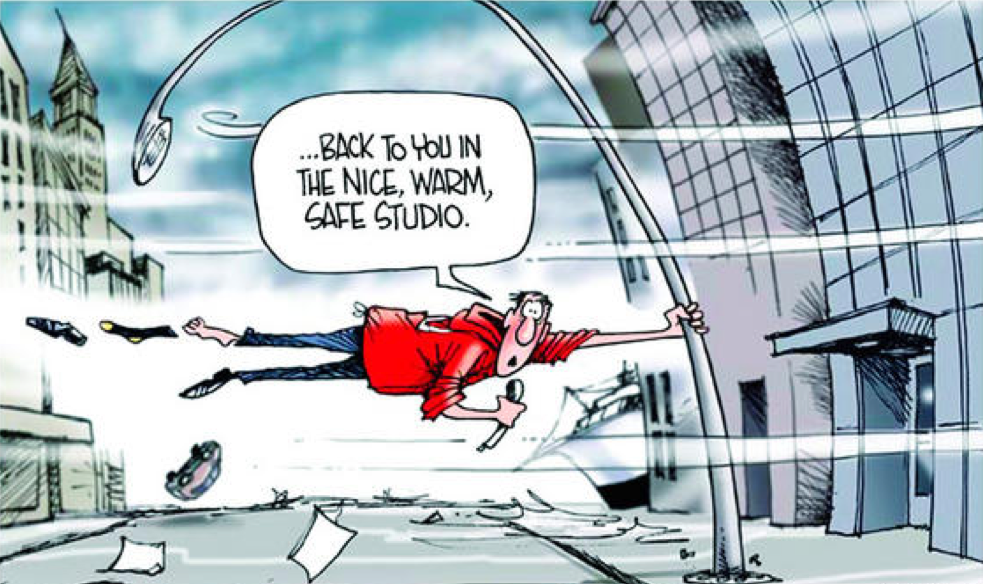 ...BACK TO YOU IN
THE NICE, WARM,
SAFE STUDIO.